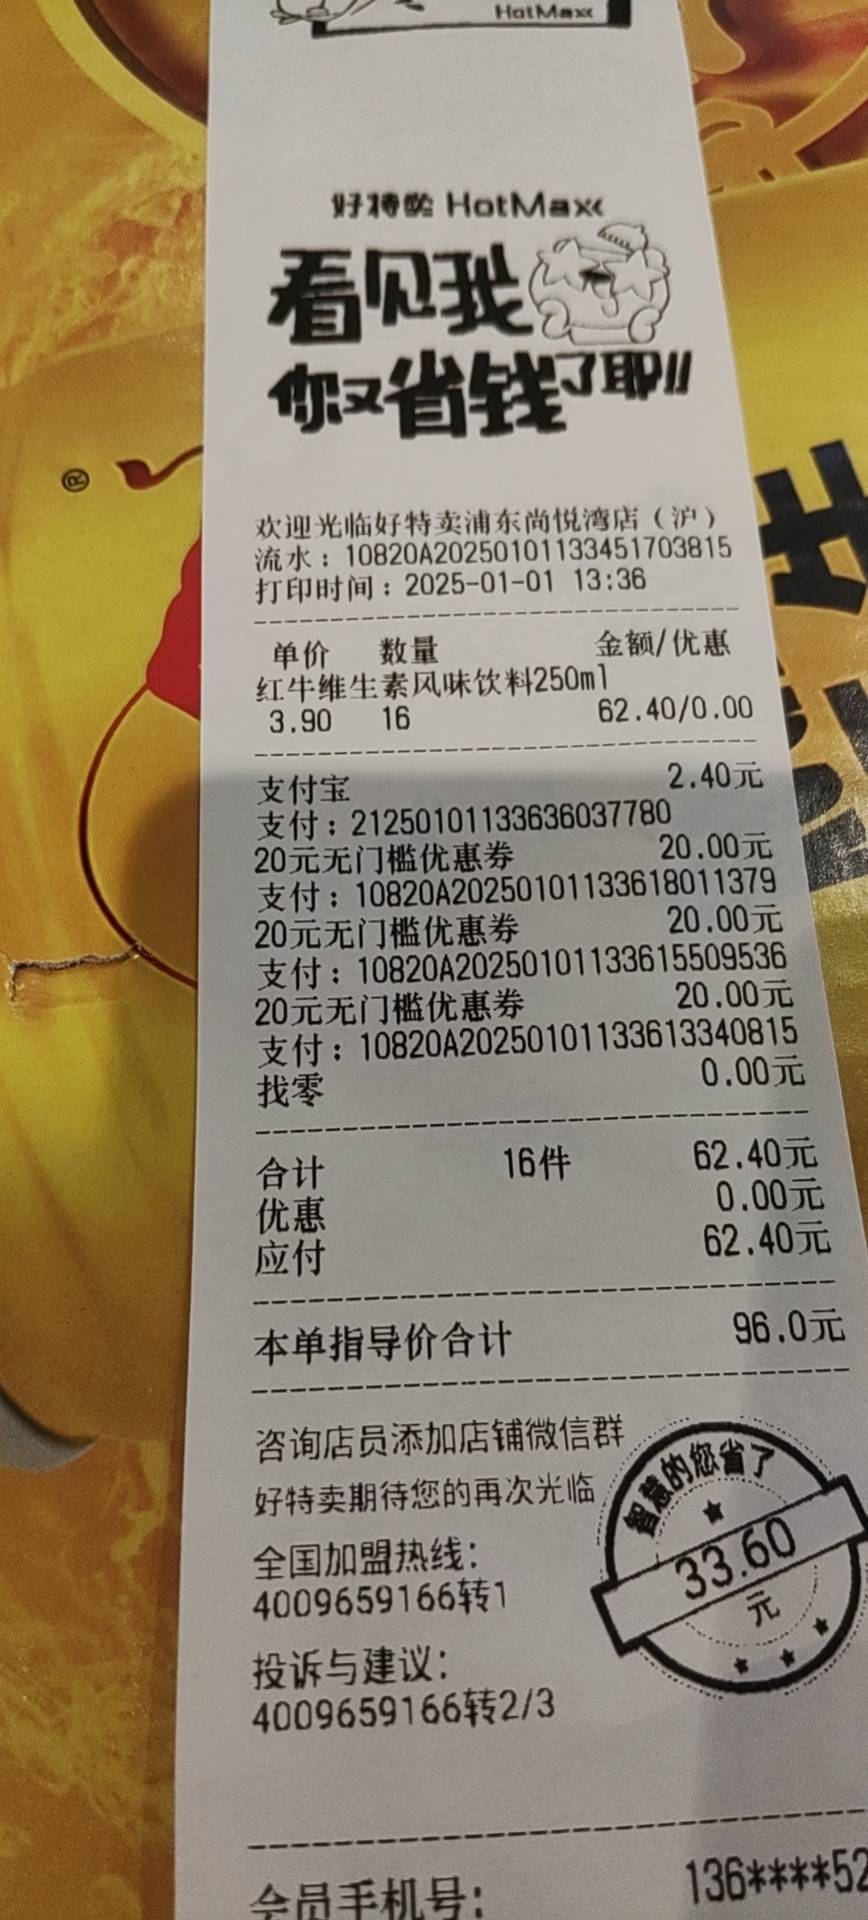 HotMaxx
好特卖 HotMaxx
看见我
你又省钱了耶!!
®
欢迎光临好特卖浦东尚悦湾店（沪）
流水：10820A20250101133451703815
打印时间：2025-01-01 13:36
单价 数量 金额/优惠
红牛维生素风味饮料250ml
3.90 16 62.40/0.00
支付宝 2.40元
支付：21250101133636037780
20元无门槛优惠券 20.00元
支付：10820A20250101133618011379
20元无门槛优惠券 20.00元
支付：10820A20250101133615509536
20元无门槛优惠券 20.00元
支付：10820A20250101133613340815
找零 0.00元
合计 16件 62.40元
优惠 0.00元
应付 62.40元
本单指导价合计 96.0元
咨询店员添加店铺微信群
好特卖期待您的再次光临
全国加盟热线：
4009659166转1
投诉与建议：
4009659166转2/3
智慧的您省了
33.60
元
会员手机号： 136****52